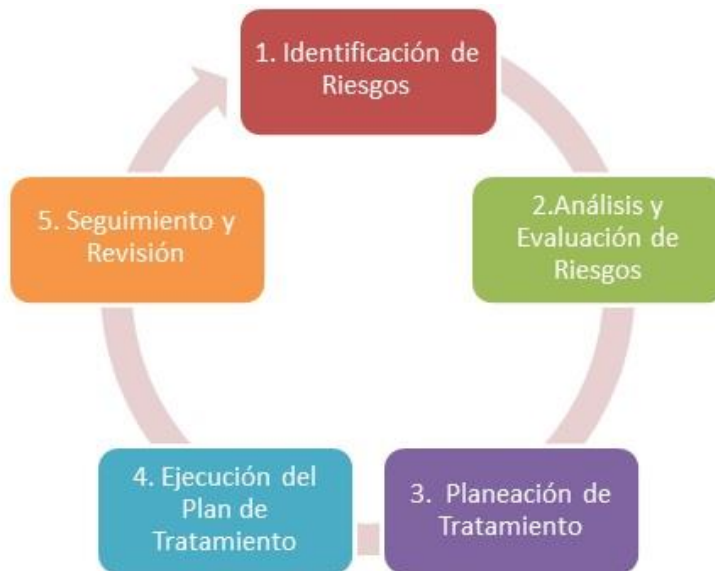 1. Identificación de
Riesgos
2.Análisis y
Evaluación de
Riesgos
3. Planeación de
Tratamiento
4. Ejecución del
Plan de
Tratamiento
5. Seguimiento y
Revisión